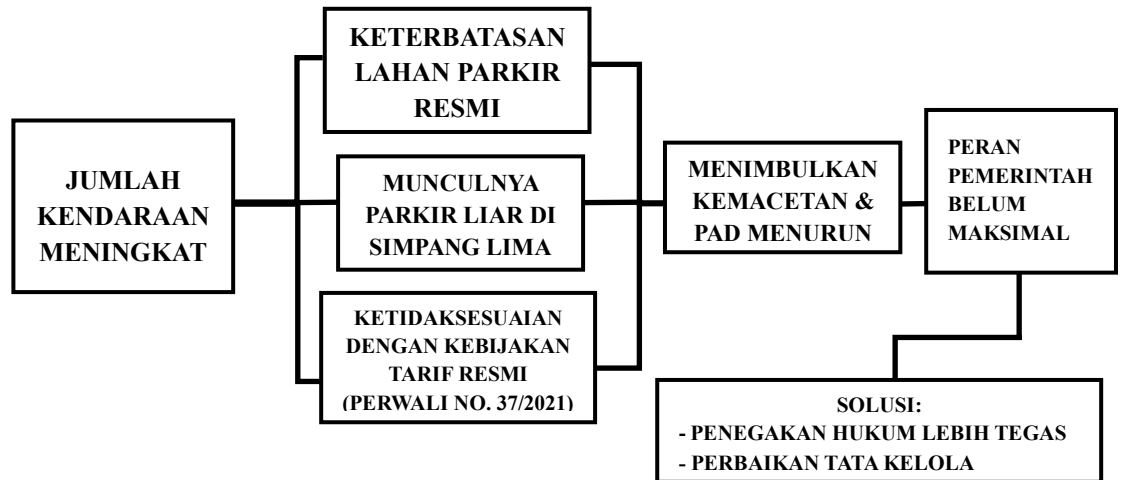 JUMLAH
KENDARAAN
MENINGKAT
KETERBATASAN
LAHAN PARKIR
RESMI
MUNCULNYA
PARKIR LIAR DI
SIMPANG LIMA
KETIDAKSESUAIAN
DENGAN KEBIJAKAN
TARIF RESMI
(PERWALI NO. 37/2021)
MENIMBULKAN
KEMACETAN &
PAD MENURUN
PERAN
PEMERINTAH
BELUM
MAKSIMAL
SOLUSI:
- PENEGAKAN HUKUM LEBIH TEGAS
- PERBAIKAN TATA KELOLA